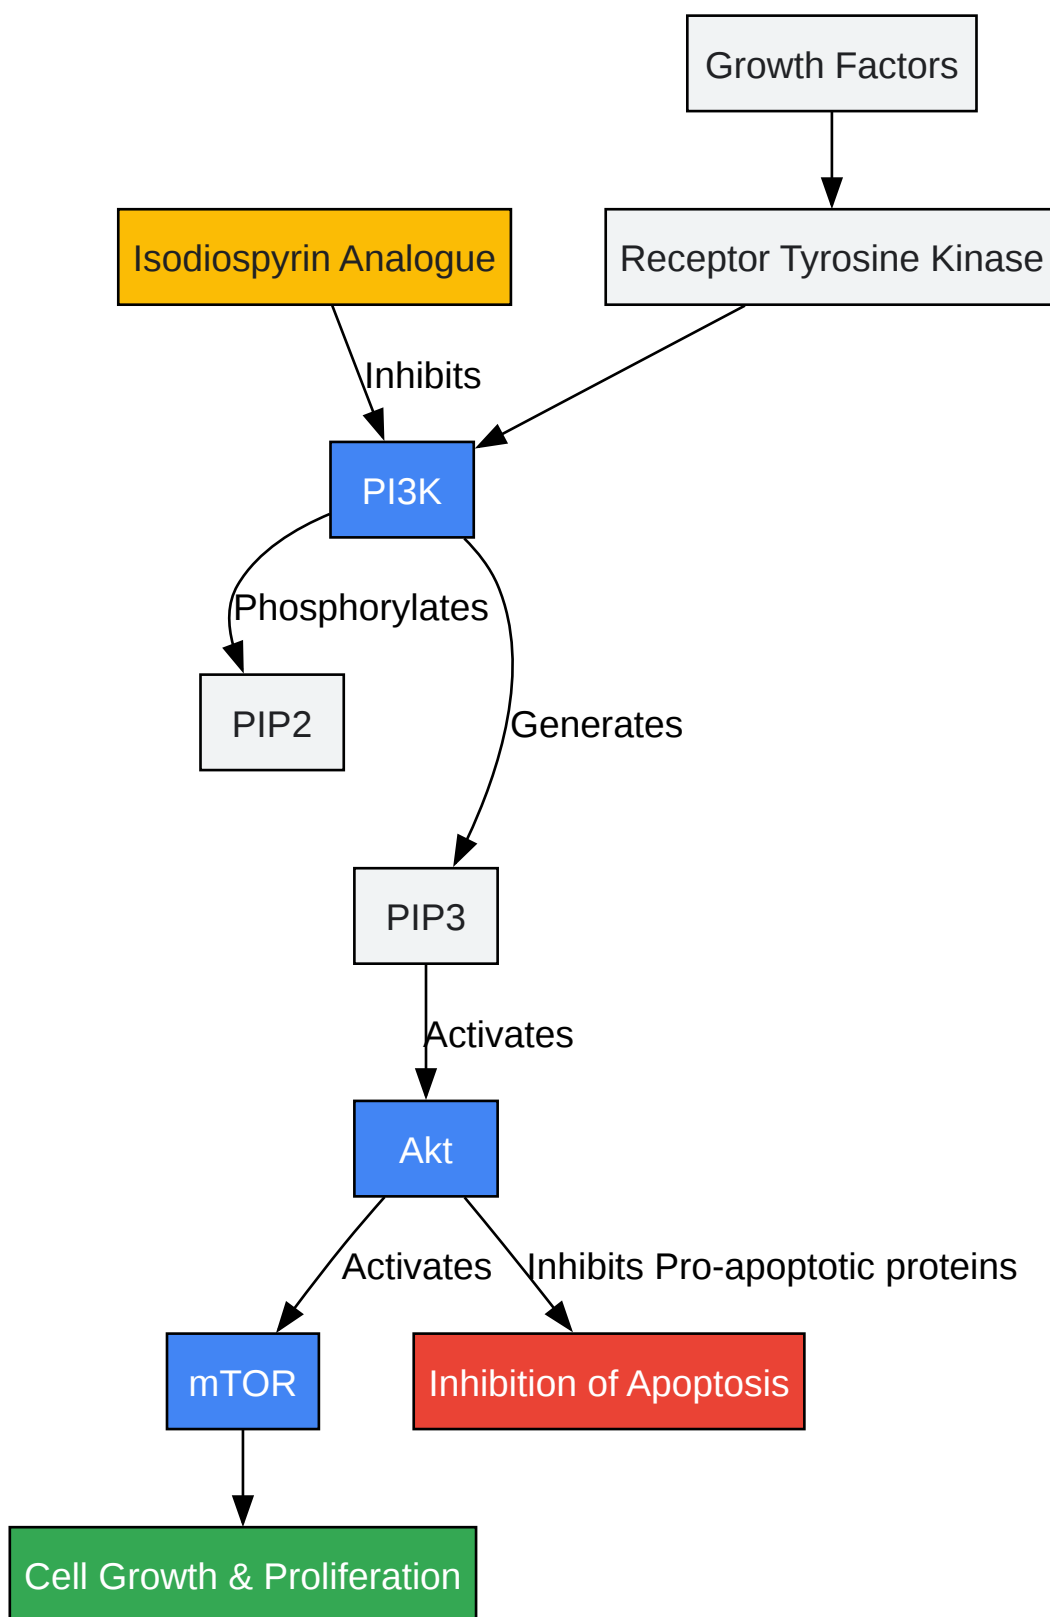 Growth Factors
Isodiospyrin Analogue
Receptor Tyrosine Kinase
Inhibits
PI3K
Phosphorylates
PIP2
Generates
PIP3
Activates
Akt
Activates
Inhibits Pro-apoptotic proteins
mTOR
Inhibition of Apoptosis
Cell Growth & Proliferation